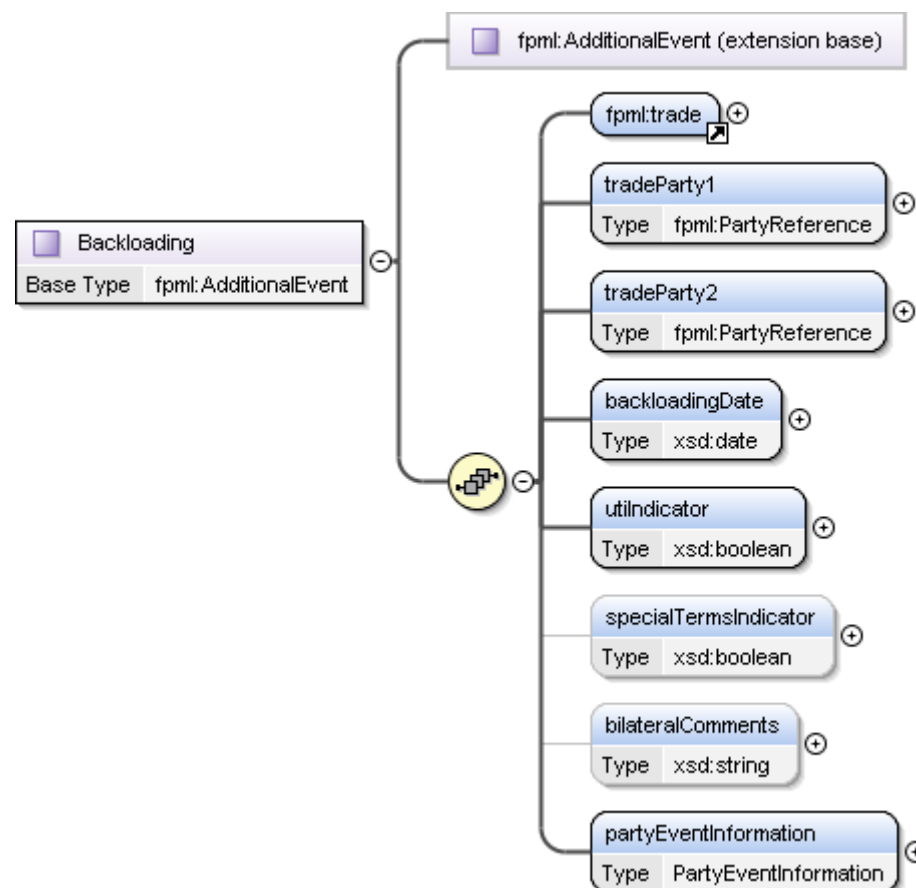 fpml:AdditionalEvent (extension base)
fpml:trade
tradeParty1
Type fpml:PartyReference
Backloading
Base Type fpml:AdditionalEvent
tradeParty2
Type fpml:PartyReference
backloadingDate
Type xsd:date
utiIndicator
Type xsd:boolean
specialTermsIndicator
Type xsd:boolean
bilateralComments
Type xsd:string
partyEventInformation
Type PartyEventInformation